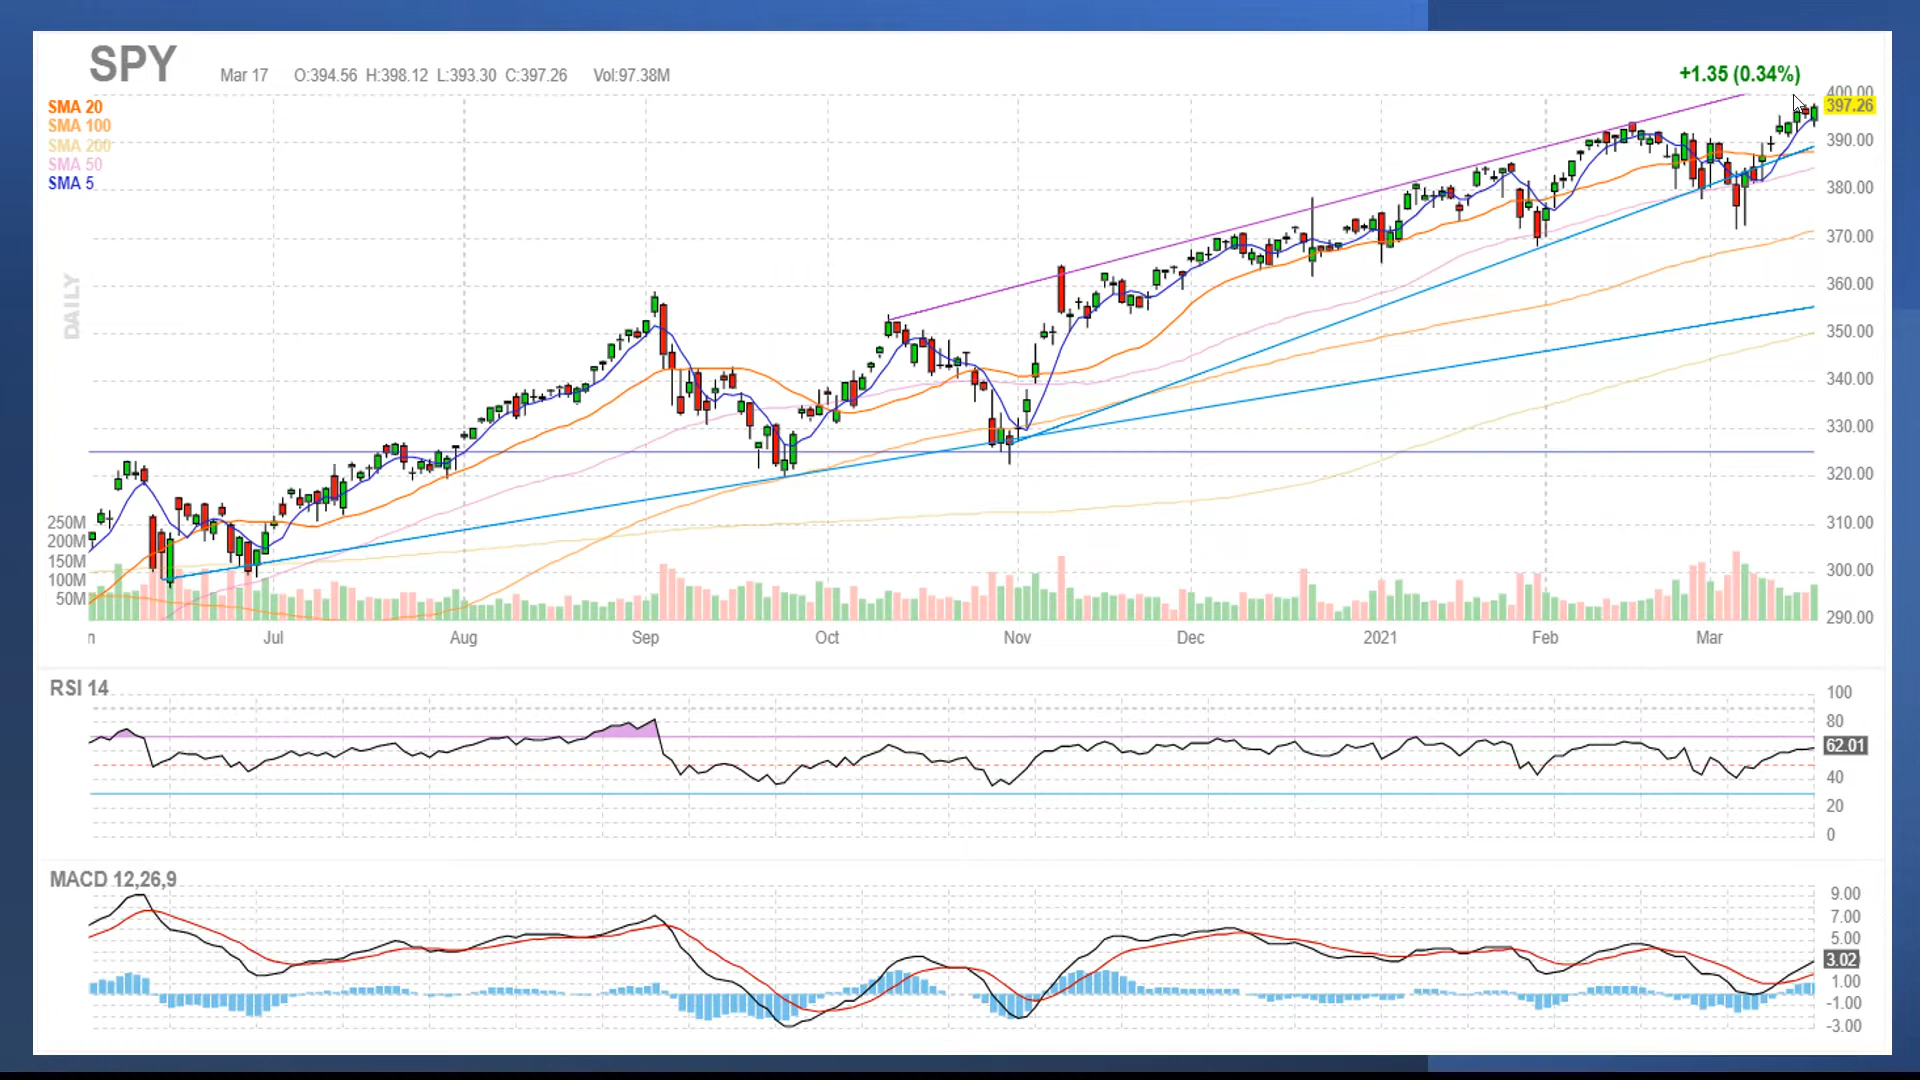 SPY
Mar 17 O:394.56 H:398.12 L:393.30 C:397.26 Vol:97.38M
+1.35 (0.34%)
SMA 20
SMA 100
SMA 200
SMA 50
SMA 5
DAILY
400.00
397.26
390.00
380.00
370.00
360.00
350.00
340.00
330.00
320.00
310.00
300.00
290.00
250M
200M
150M
100M
50M
n Jul Aug Sep Oct Nov Dec 2021 Feb Mar
RSI 14
100
80
62.01
40
20
0
MACD 12,26,9
9.00
7.00
5.00
3.02
1.00
-1.00
-3.00